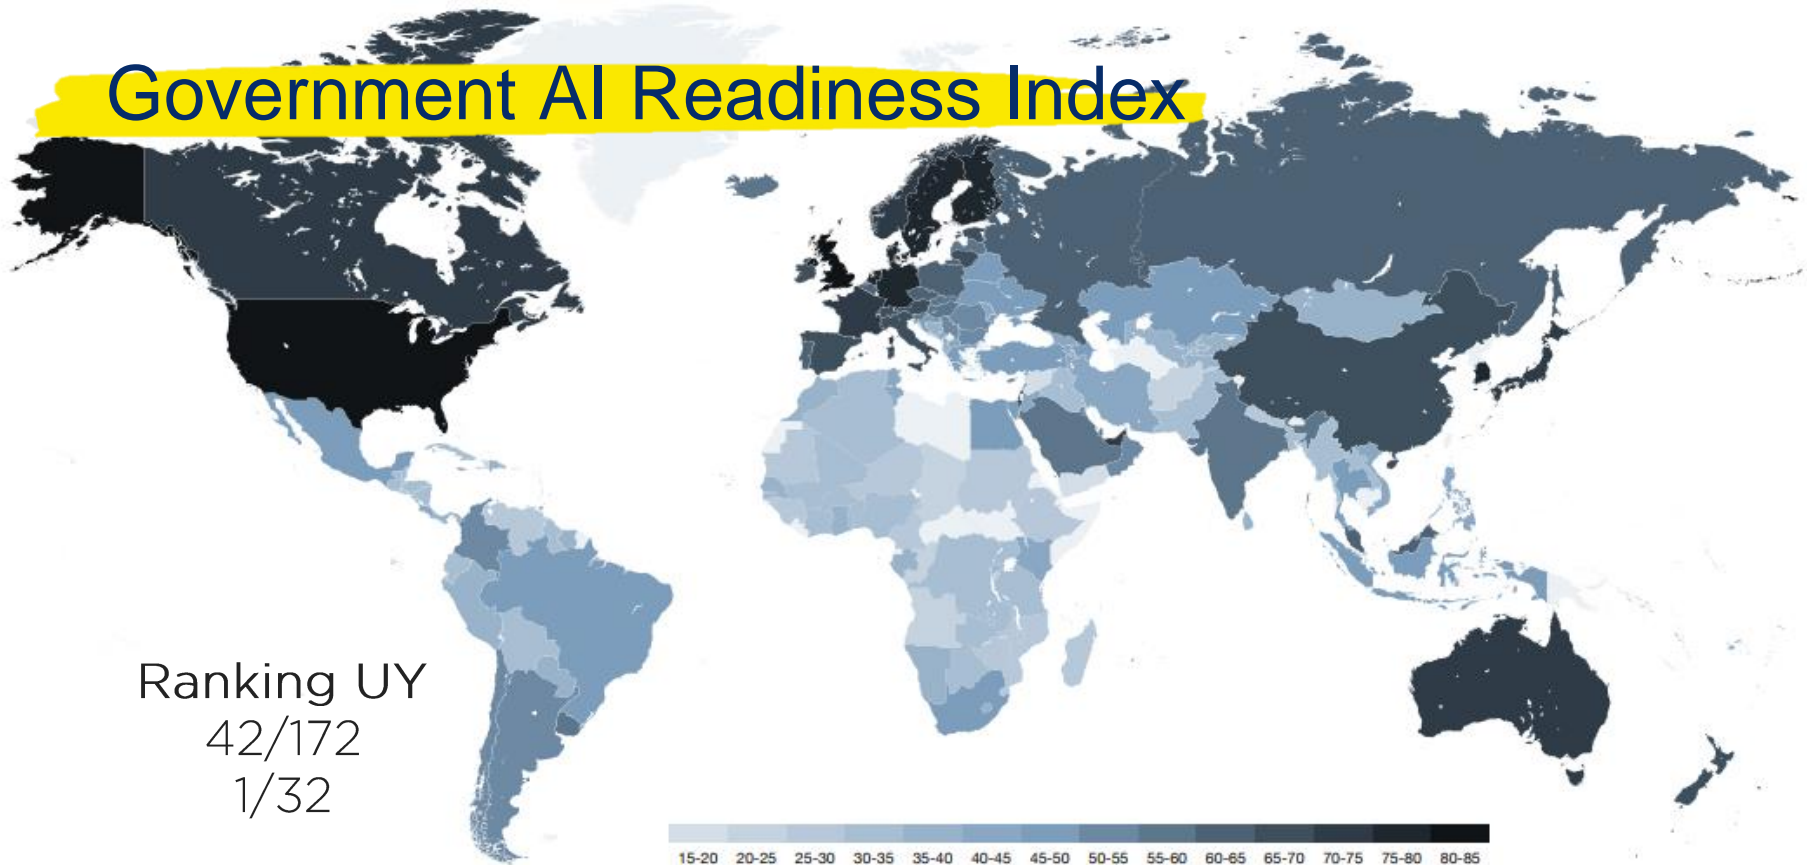 Government AI Readiness Index
Ranking UY
42/172
1/32
15-20 20-25 25-30 30-35 35-40 40-45 45-50 50-55 55-60 60-65 65-70 70-75 75-80 80-85